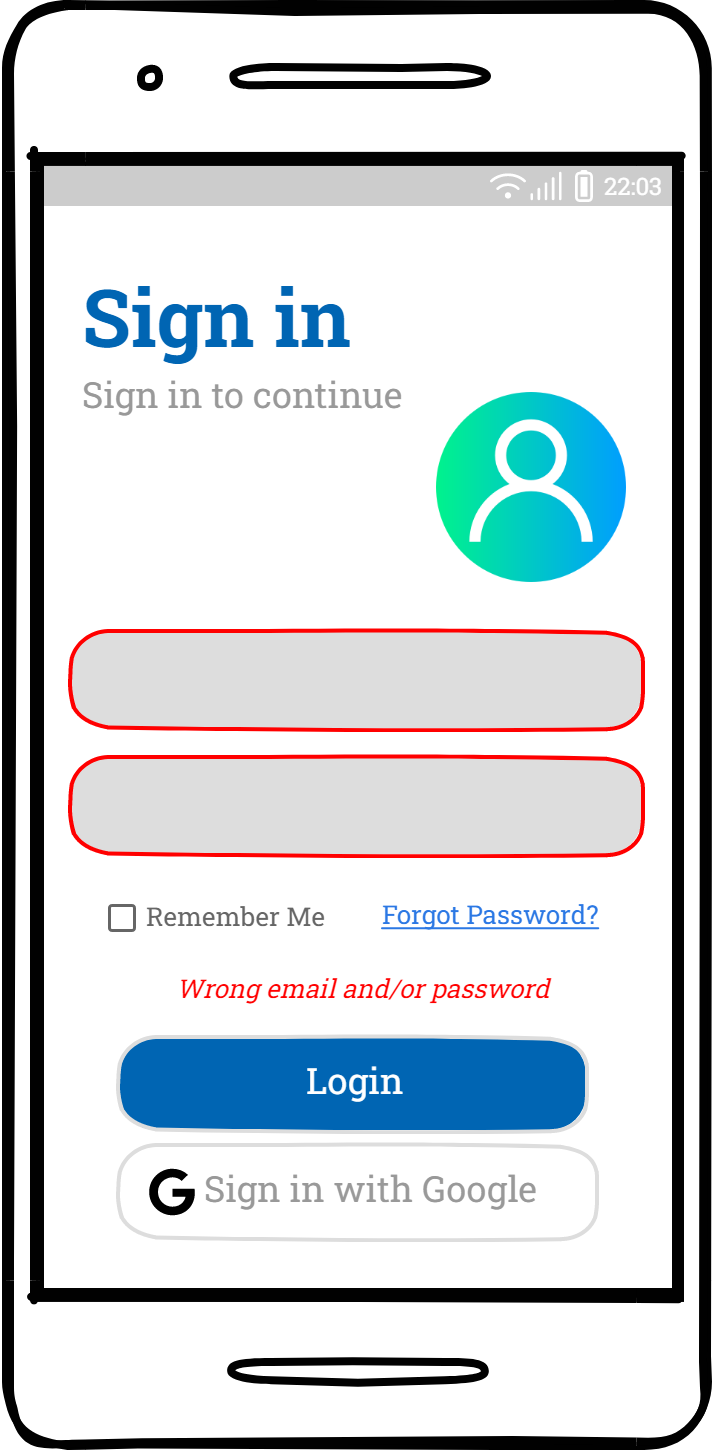 22:03
Sign in
Sign in to continue
Remember Me Forgot Password?
Wrong email and/or password
Login
G Sign in with Google